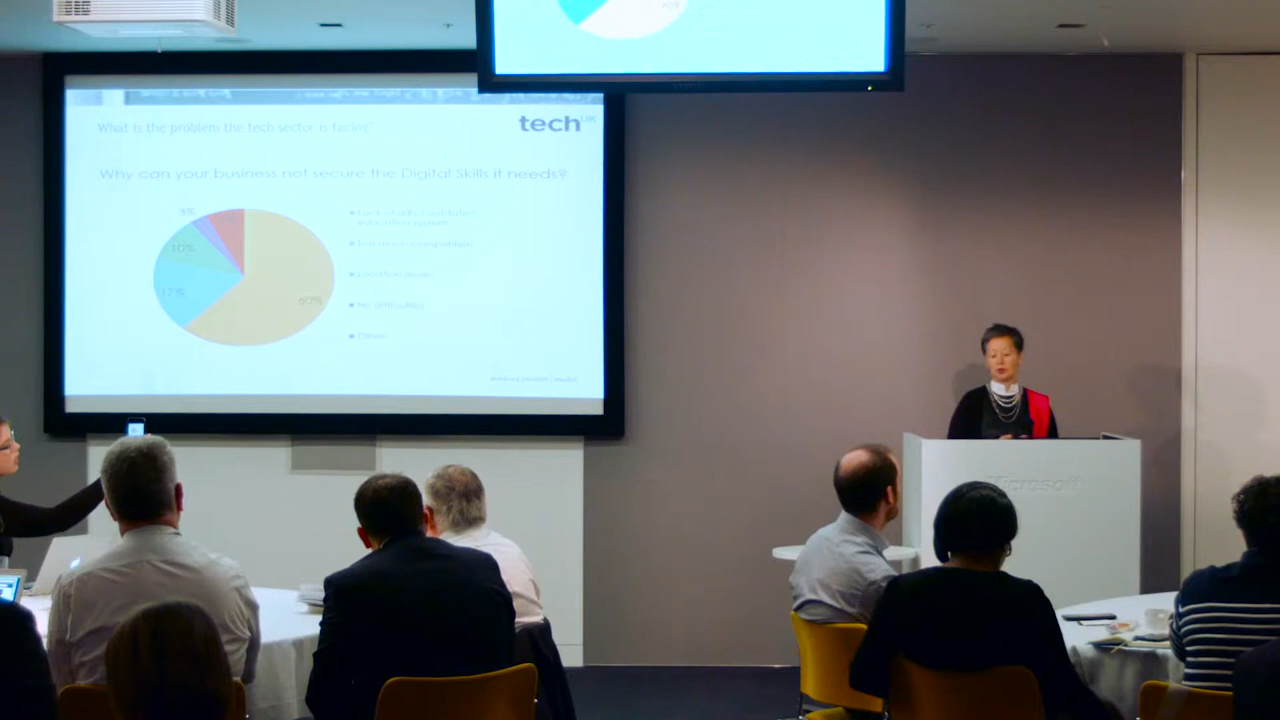 What is the problem the tech sector is facing?
techUK
Why can your business not secure the Digital Skills it needs?
3%
10%
17%
60%
Too much competition
Location
No difficulties
Other
Microsoft